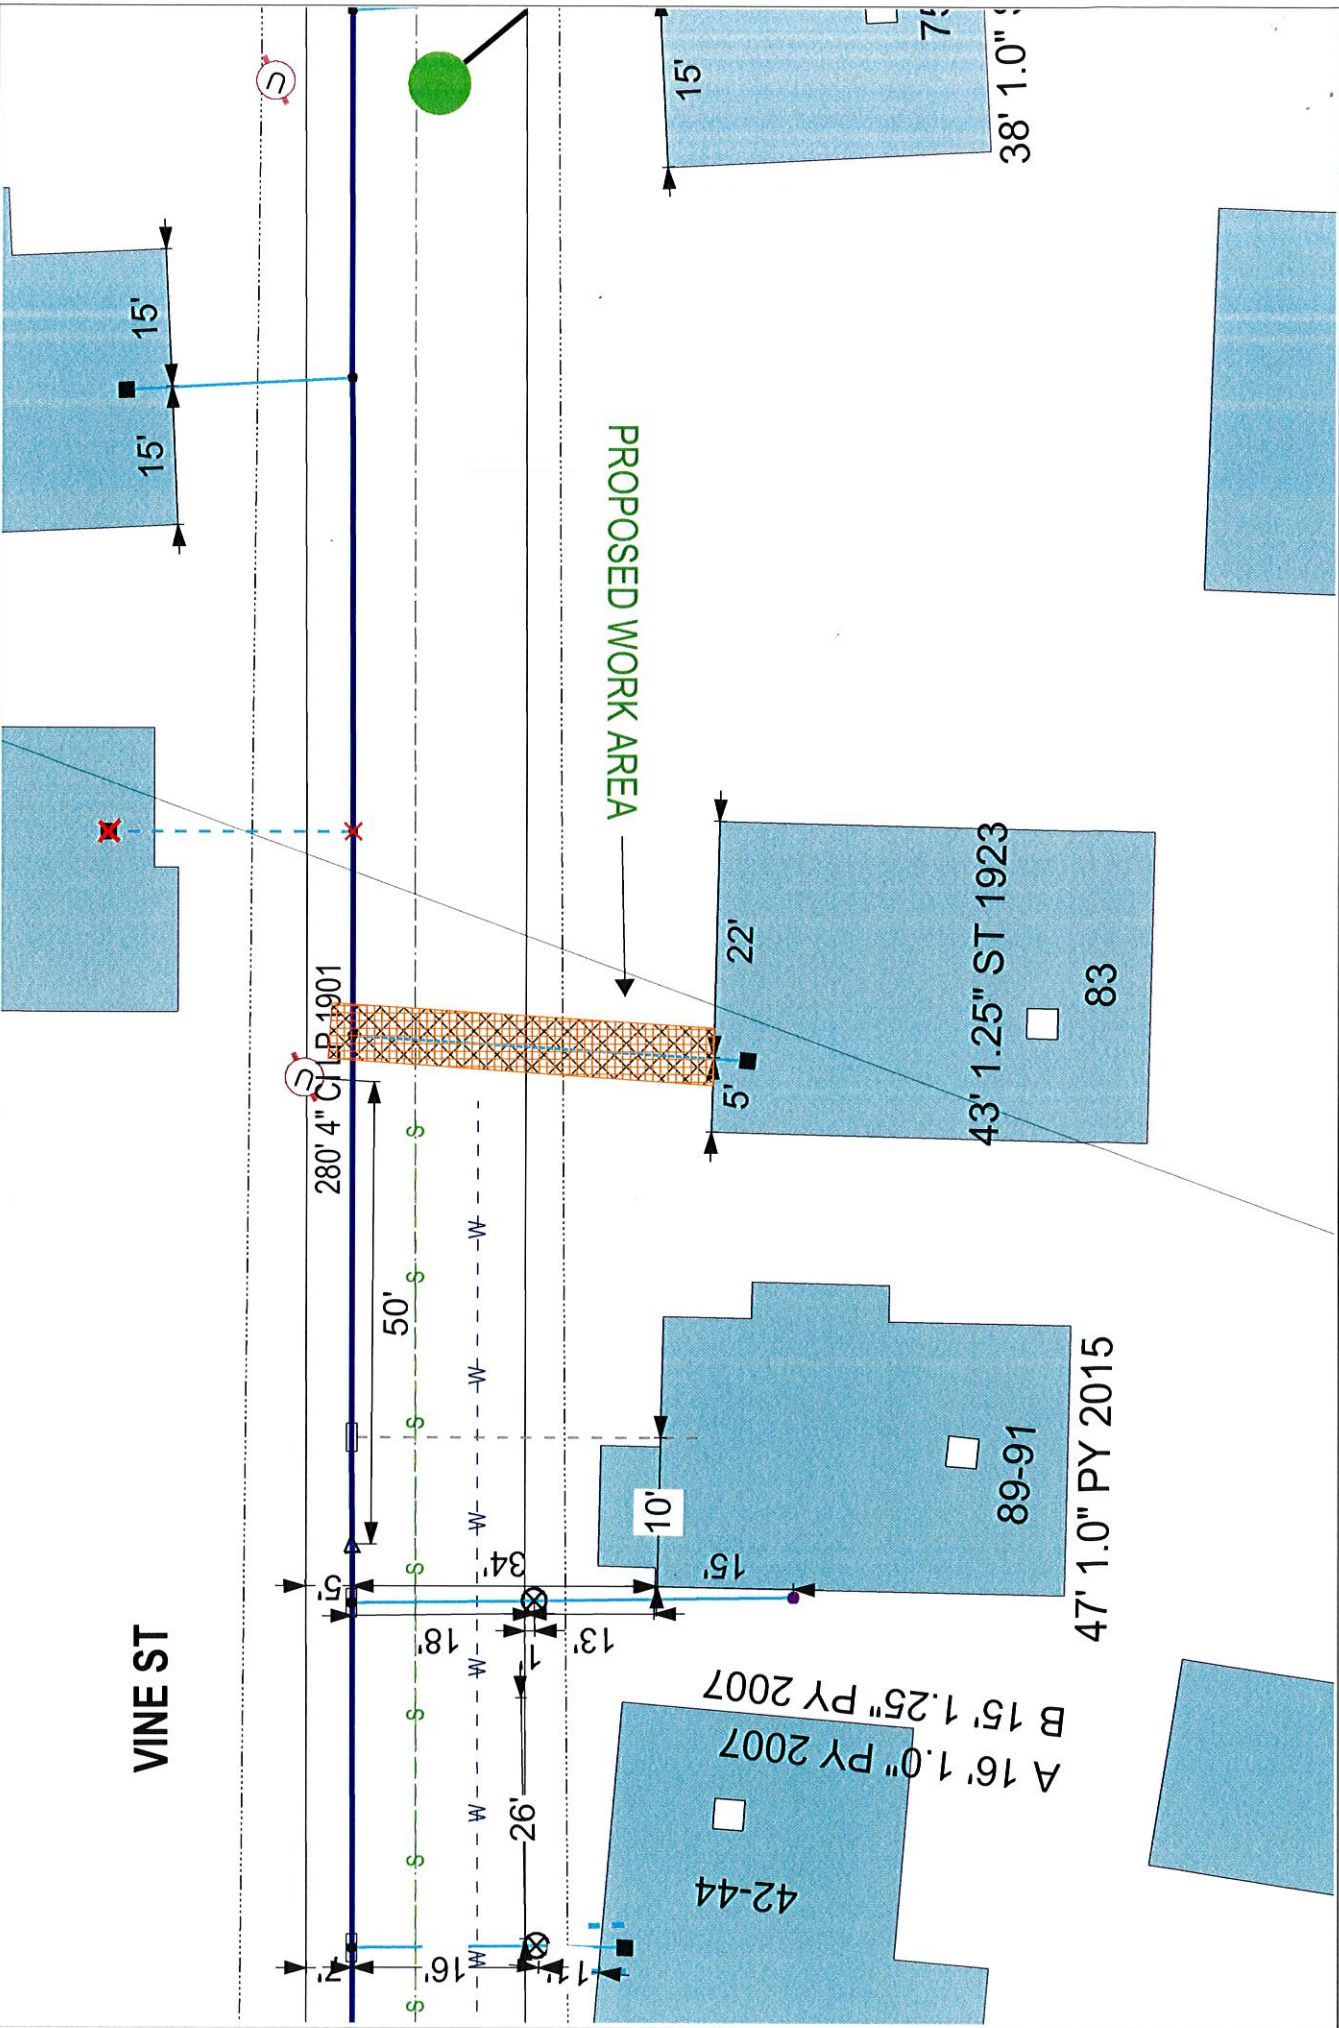 VINE ST
280' 4" CI LP 1901
50'
PROPOSED WORK AREA
15'
15'
15'
38' 1.0"
22'
5'
43' 1.25" ST 1923
83
S
S
S
S
S
S
S
W
W
W
W
W
W
10'
89-91
47' 1.0" PY 2015
5'
34'
15'
18'
1'
13'
26'
7'
16'
11'
42-44
A 16' 1.0" PY 2007
B 15' 1.25" PY 2007